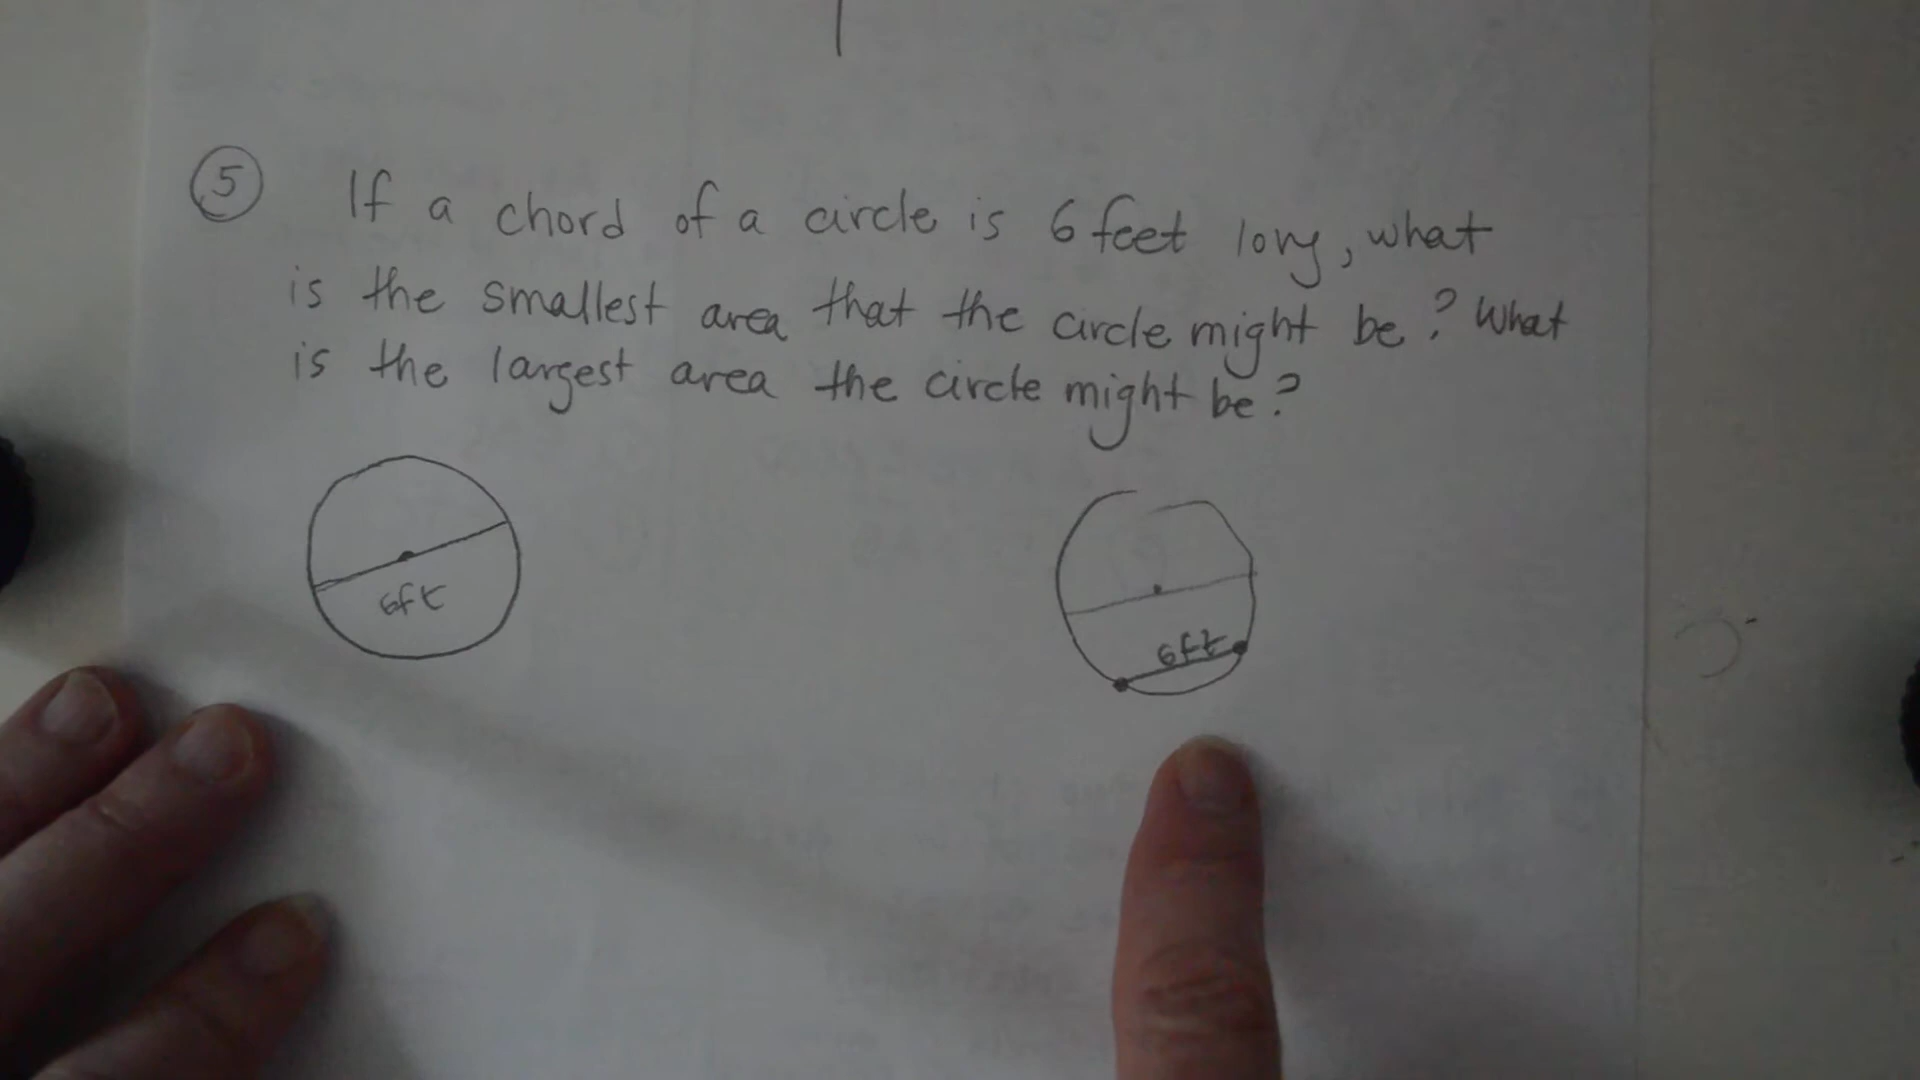 5 If a chord of a circle is 6 feet long, what
is the smallest area that the circle might be? What
is the largest area the circle might be?
6ft
6ft